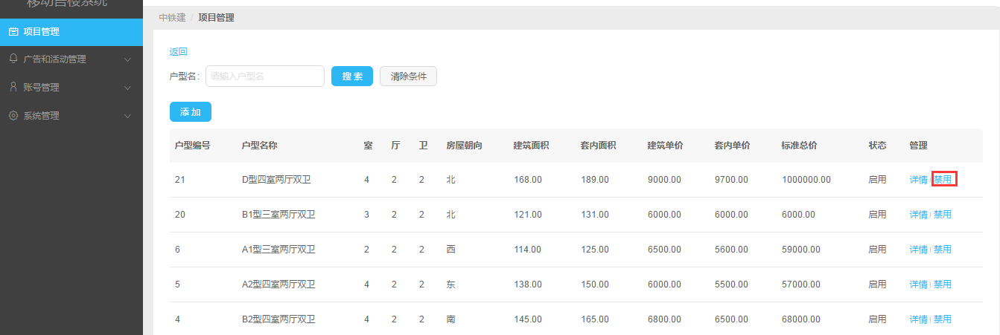 中铁建 / 项目管理
项目管理
广告和活动管理
账号管理
系统管理
返回
户型名: 请输入户型名 搜 索 清除条件
添 加
户型编号 户型名称 室 厅 卫 房屋朝向 建筑面积 套内面积 建筑单价 套内单价 标准总价 状态 管理
21 D型四室两厅双卫 4 2 2 北 168.00 189.00 9000.00 9700.00 1000000.00 启用 详情 禁用
20 B1型三室两厅双卫 3 2 2 北 121.00 131.00 6000.00 6000.00 6000.00 启用 详情 禁用
6 A1型三室两厅双卫 2 2 2 西 114.00 125.00 6500.00 5600.00 59000.00 启用 详情 禁用
5 A2型四室两厅双卫 4 2 2 东 138.00 150.00 6000.00 5500.00 57000.00 启用 详情 禁用
4 B2型四室两厅双卫 4 2 2 南 145.00 165.00 6800.00 6500.00 68000.00 启用 详情 禁用